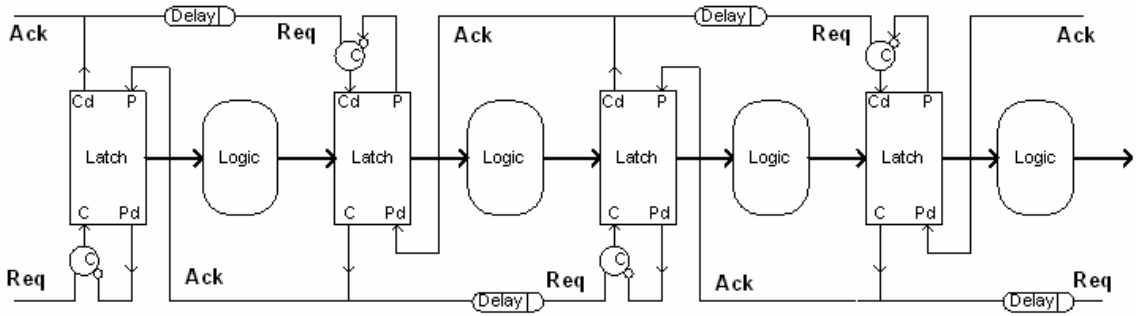 Delay Delay
Ack Req Ack Req Ack
C C
Cd P Cd P Cd P Cd P
Latch Logic Latch Logic Latch Logic Latch Logic
C Pd C Pd C Pd C Pd
C C
Req Ack Req Ack Req
Delay Delay